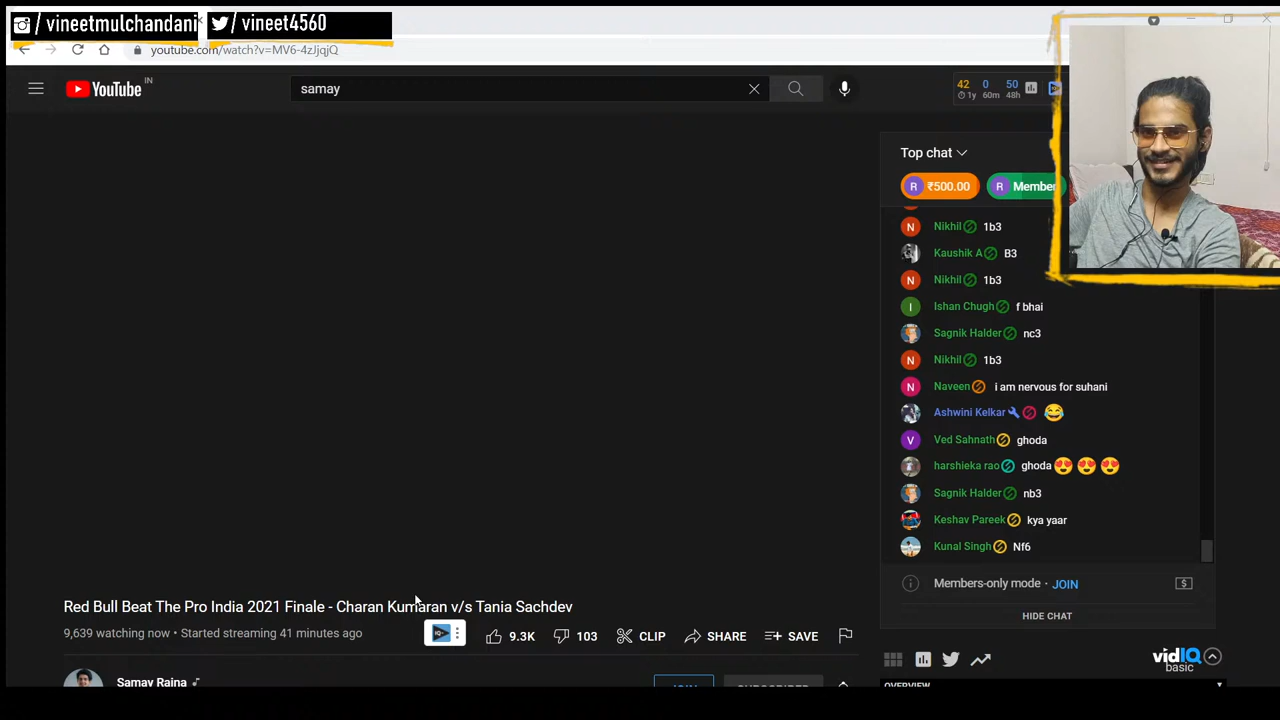 / vineetmulchandani / vineet4560
youtube.com/watch?v=MV6-4zJjqjQ
YouTube IN samay 42 0 50
1y 60m 48h
Top chat
R ₹500.00 R Member
N Nikhil 1b3
Kaushik A B3
N Nikhil 1b3
I Ishan Chugh f bhai
Sagnik Halder nc3
N Nikhil 1b3
N Naveen i am nervous for suhani
Ashwini Kelkar 😂
V Ved Sahnath ghoda
harshieka rao ghoda😍😍😍
Sagnik Halder nb3
Keshav Pareek kya yaar
Kunal Singh Nf6
Members-only mode · JOIN
HIDE CHAT
Red Bull Beat The Pro India 2021 Finale - Charan Kumaran v/s Tania Sachdev
9,639 watching now • Started streaming 41 minutes ago IQ 9.3K 103 CLIP SHARE SAVE
vidIQ
basic
Samay Raina JOIN SUBSCRIBED
OVERVIEW